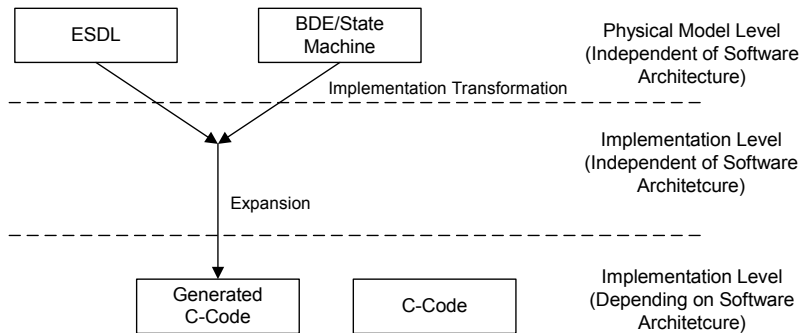 ESDL
BDE/State
Machine
Physical Model Level
(Independent of Software
Architecture)
Implementation Transformation
Implementation Level
(Independent of Software
Architetcure)
Expansion
Generated
C-Code
C-Code
Implementation Level
(Depending on Software
Architetcure)